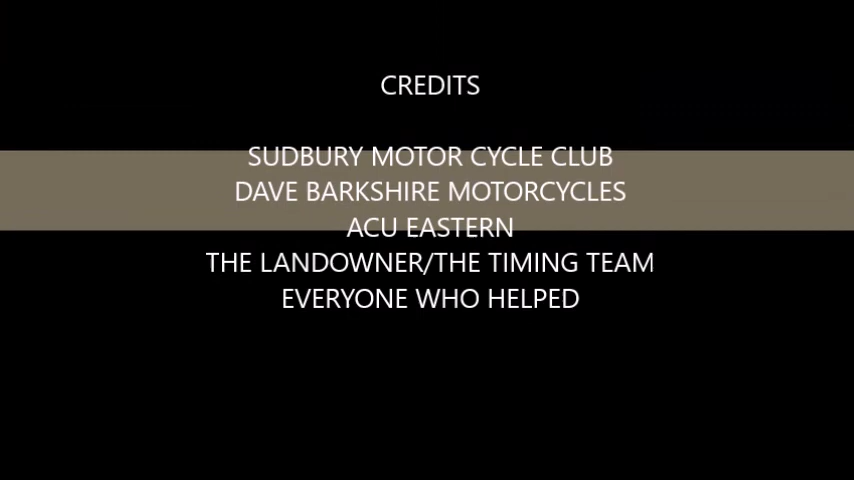 CREDITS
SUDBURY MOTOR CYCLE CLUB
DAVE BARKSHIRE MOTORCYCLES
ACU EASTERN
THE LANDOWNER/THE TIMING TEAM
EVERYONE WHO HELPED